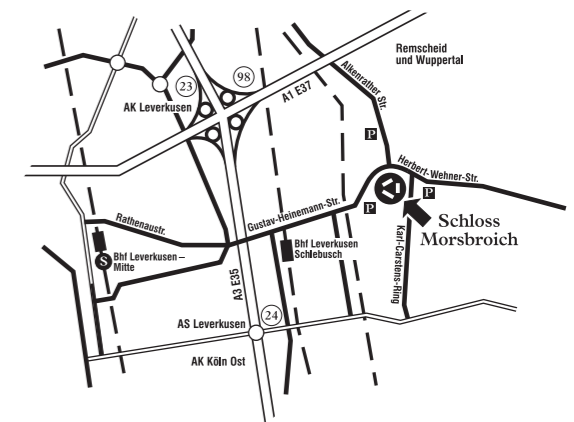 Remscheid
und Wuppertal
98
23
AK Leverkusen
A1 E37
Alkenrather Str.
P
Herbert-Wehner-Str.
P
P
Schloss
Morsbroich
Karl-Carstens-Ring
Gustav-Heinemann-Str.
Rathenaustr.
Bhf Leverkusen –
Mitte
S
Bhf Leverkusen
Schlebusch
A3 E35
AS Leverkusen
24
AK Köln Ost